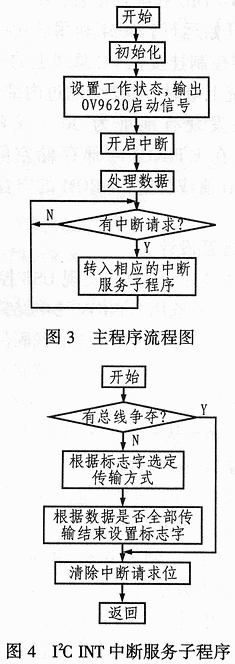 开始
初始化
设置工作状态,输出
OV9620启动信号
开启中断
处理数据
有中断请求?
N
Y
转入相应的中断
服务子程序
图 3 主程序流程图
开始
有总线争夺?
Y
N
根据标志字选定
传输方式
根据数据是否全部传
输结束设置标志字
清除中断请求位
返回
图 4 I²C INT 中断服务子程序